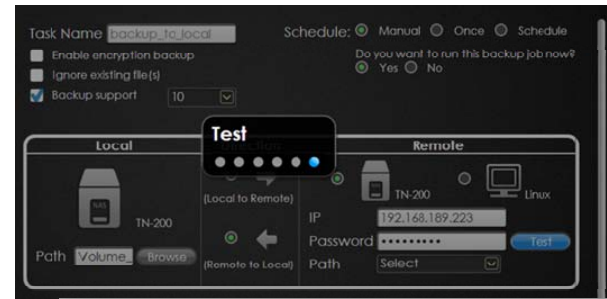 Task Name backup_to_local
Schedule: Manual Once Schedule
Enable encryption backup
Do you want to run this backup job now?
Ignore existing file(s)
Yes No
Backup support 10
Test
Local
Remote
NAS
TN-200
(Local to Remote)
TN-200
Linux
IP 192.168.189.223
Password •••••••••
Test
Path Volume_ Browse
(Romote to Local)
Path Select